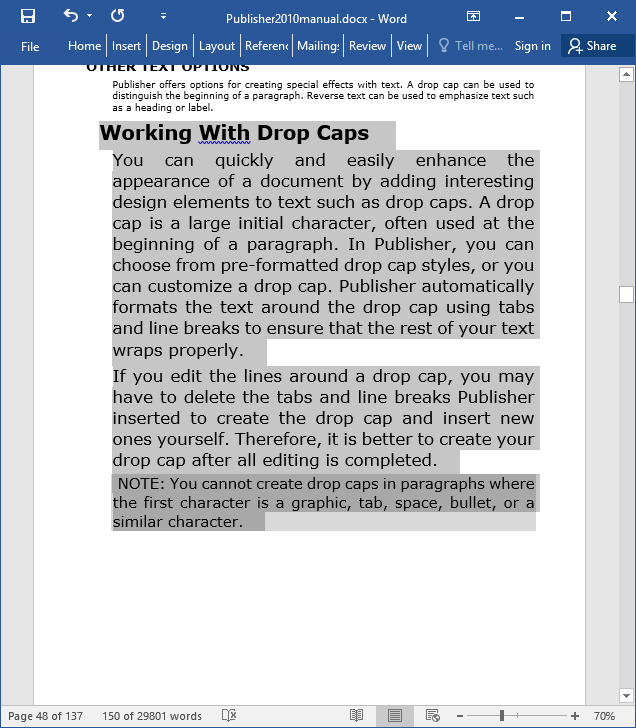 Publisher2010manual.docx - Word
File Home Insert Design Layout Referenc Mailings Review View Tell me... Sign in Share
OTHER TEXT OPTIONS
Publisher offers options for creating special effects with text. A drop cap can be used to
distinguish the beginning of a paragraph. Reverse text can be used to emphasize text such
as a heading or label.
Working With Drop Caps
You can quickly and easily enhance the
appearance of a document by adding interesting
design elements to text such as drop caps. A drop
cap is a large initial character, often used at the
beginning of a paragraph. In Publisher, you can
choose from pre-formatted drop cap styles, or you
can customize a drop cap. Publisher automatically
formats the text around the drop cap using tabs
and line breaks to ensure that the rest of your text
wraps properly.
If you edit the lines around a drop cap, you may
have to delete the tabs and line breaks Publisher
inserted to create the drop cap and insert new
ones yourself. Therefore, it is better to create your
drop cap after all editing is completed.
NOTE: You cannot create drop caps in paragraphs where
the first character is a graphic, tab, space, bullet, or a
similar character.
Page 48 of 137 150 of 29801 words 70%